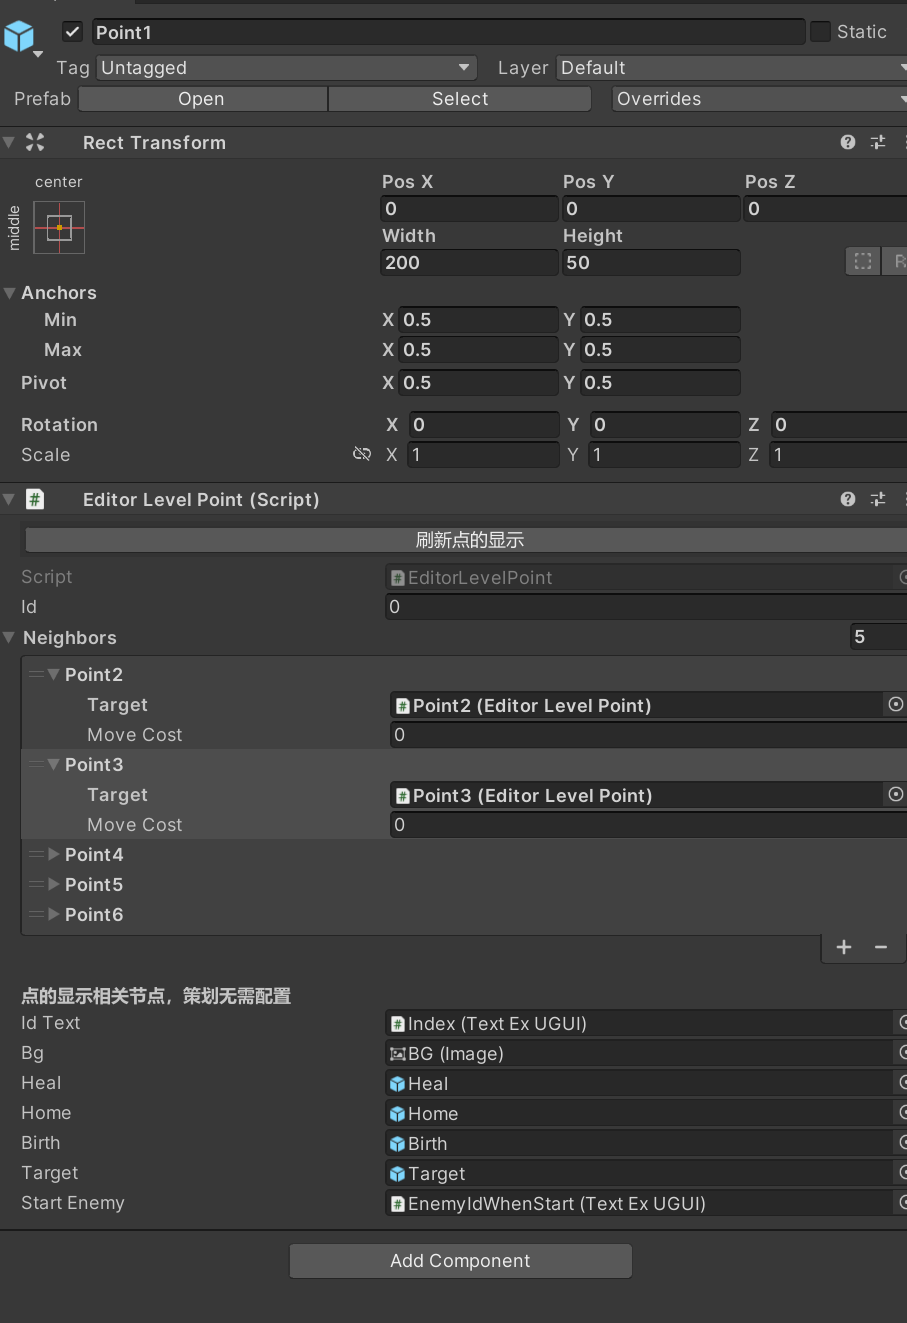 Point1 Static
Tag Untagged Layer Default
Prefab Open Select Overrides
Rect Transform
center
middle
Pos X Pos Y Pos Z
0 0 0
Width Height
200 50
R
Anchors
Min X 0.5 Y 0.5
Max X 0.5 Y 0.5
Pivot X 0.5 Y 0.5
Rotation X 0 Y 0 Z 0
Scale X 1 Y 1 Z 1
# Editor Level Point (Script)
刷新点的显示
Script # EditorLevelPoint
Id 0
Neighbors 5
Point2
Target # Point2 (Editor Level Point)
Move Cost 0
Point3
Target # Point3 (Editor Level Point)
Move Cost 0
Point4
Point5
Point6
+ −
点的显示相关节点，策划无需配置
Id Text # Index (Text Ex UGUI)
Bg BG (Image)
Heal Heal
Home Home
Birth Birth
Target Target
Start Enemy # EnemyIdWhenStart (Text Ex UGUI)
Add Component